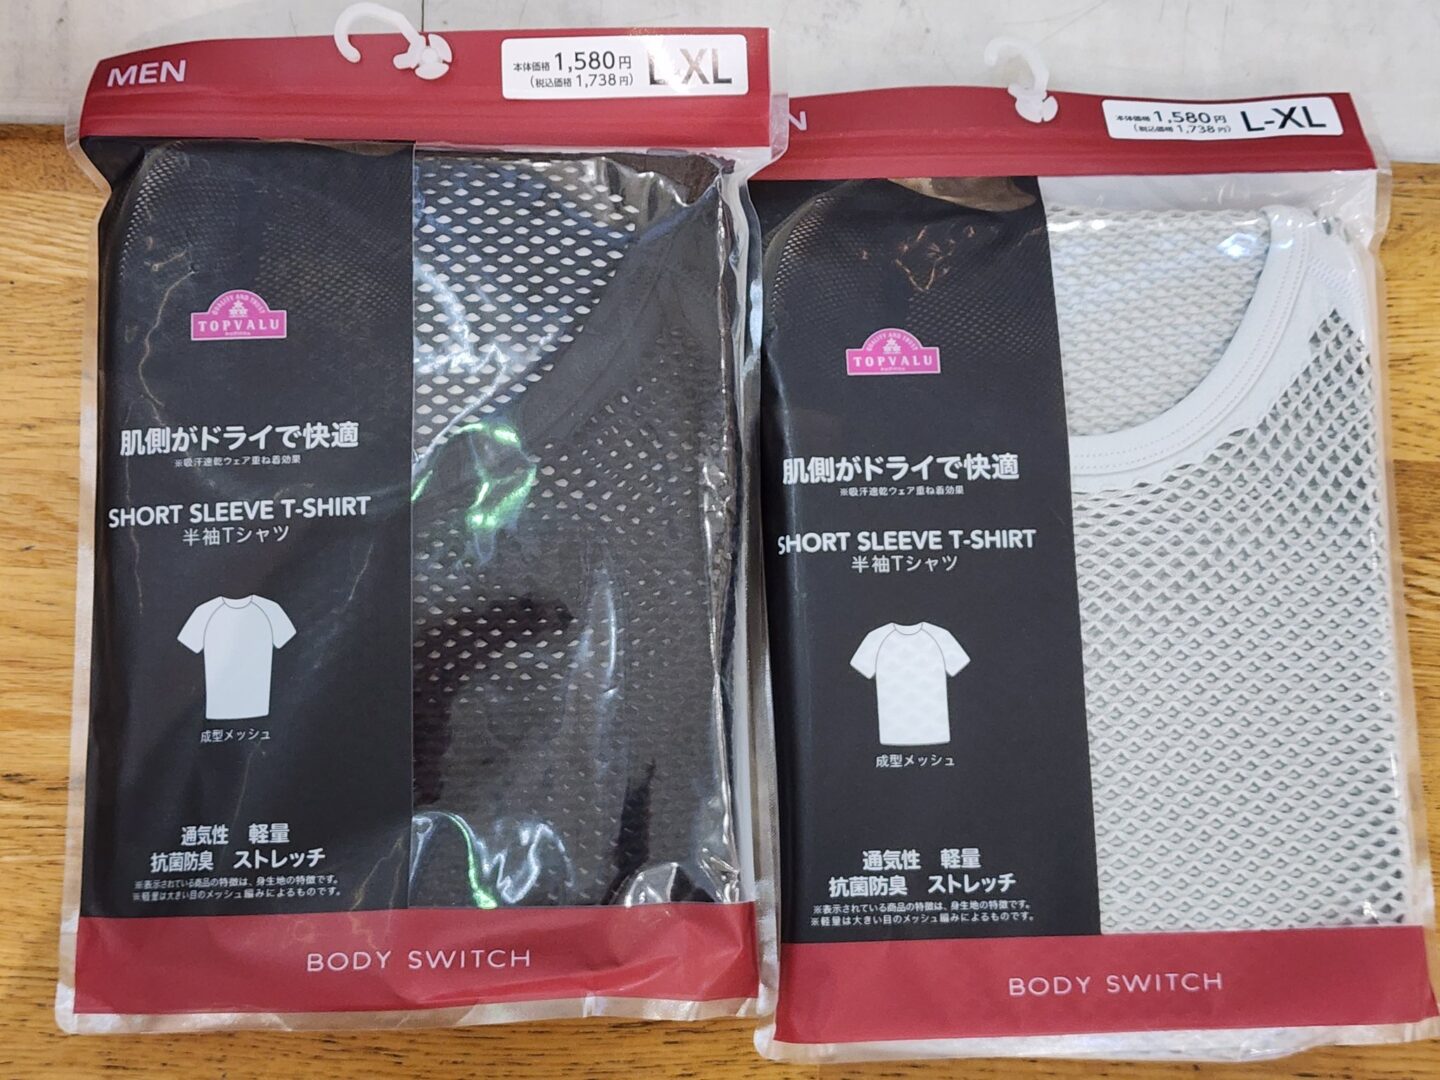 MEN
本体価格 1,580円
(税込価格 1,738円)
L-XL
QUALITY AND TRUST
TOPVALU
肌側がドライで快適
※吸汗速乾ウェア重ね着効果
SHORT SLEEVE T-SHIRT
半袖Tシャツ
成型メッシュ
通気性 軽量
抗菌防臭 ストレッチ
※表示されている商品の特徴は、身生地の特徴です。
※軽量は大きい目のメッシュ編みによるものです。
BODY SWITCH
N
本体価格 1,580円
(税込価格 1,738円)
L-XL
QUALITY AND TRUST
TOPVALU
肌側がドライで快適
※吸汗速乾ウェア重ね着効果
SHORT SLEEVE T-SHIRT
半袖Tシャツ
成型メッシュ
通気性 軽量
抗菌防臭 ストレッチ
※表示されている商品の特徴は、身生地の特徴です。
※軽量は大きい目のメッシュ編みによるものです。
BODY SWITCH